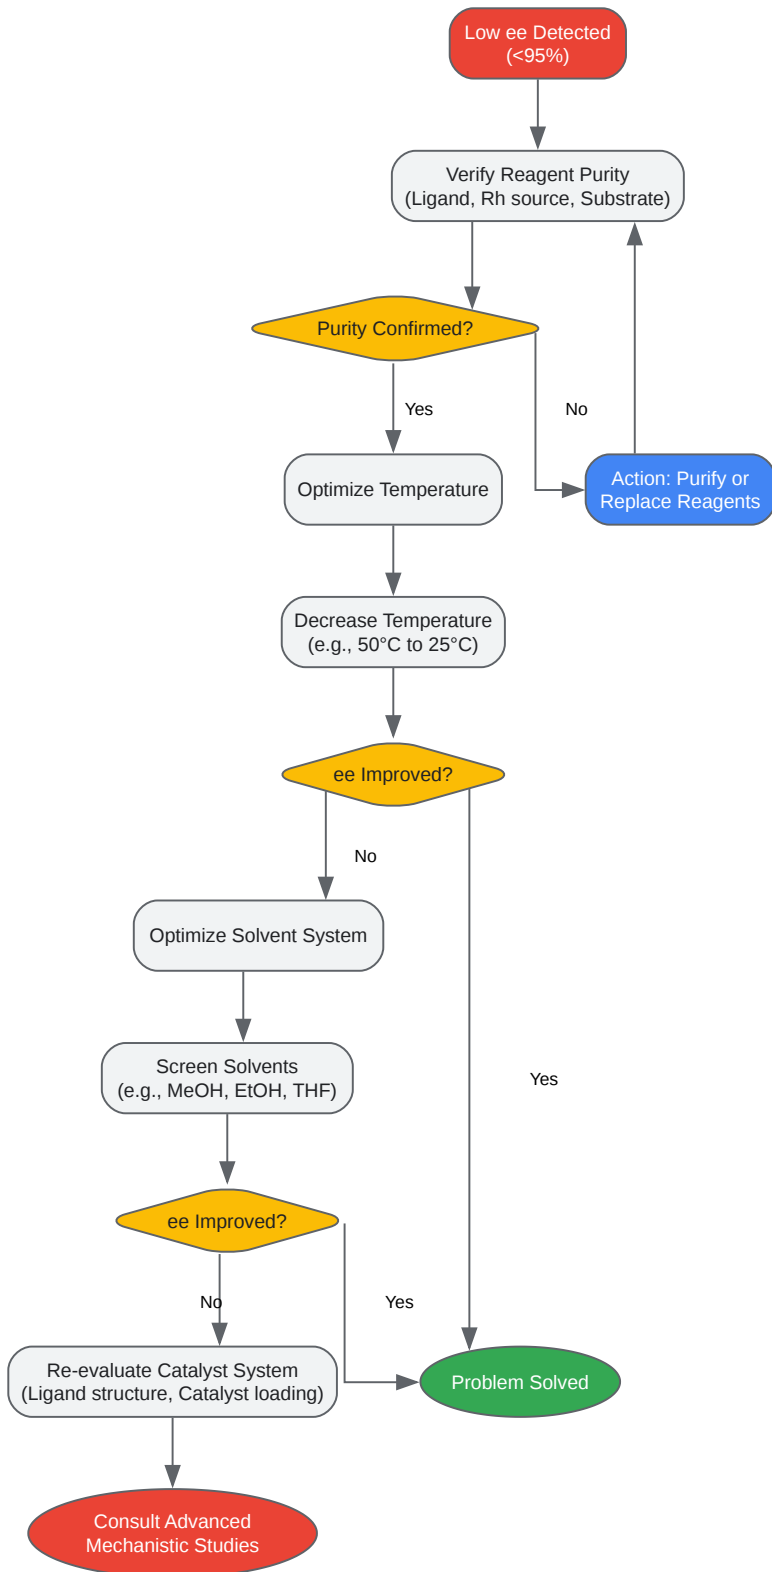 Low ee Detected
(<95%)
Verify Reagent Purity
(Ligand, Rh source, Substrate)
Purity Confirmed?
Yes
No
Optimize Temperature
Action: Purify or
Replace Reagents
Decrease Temperature
(e.g., 50°C to 25°C)
ee Improved?
No
Optimize Solvent System
Screen Solvents
(e.g., MeOH, EtOH, THF)
Yes
ee Improved?
No
Yes
Re-evaluate Catalyst System
(Ligand structure, Catalyst loading)
Problem Solved
Consult Advanced
Mechanistic Studies